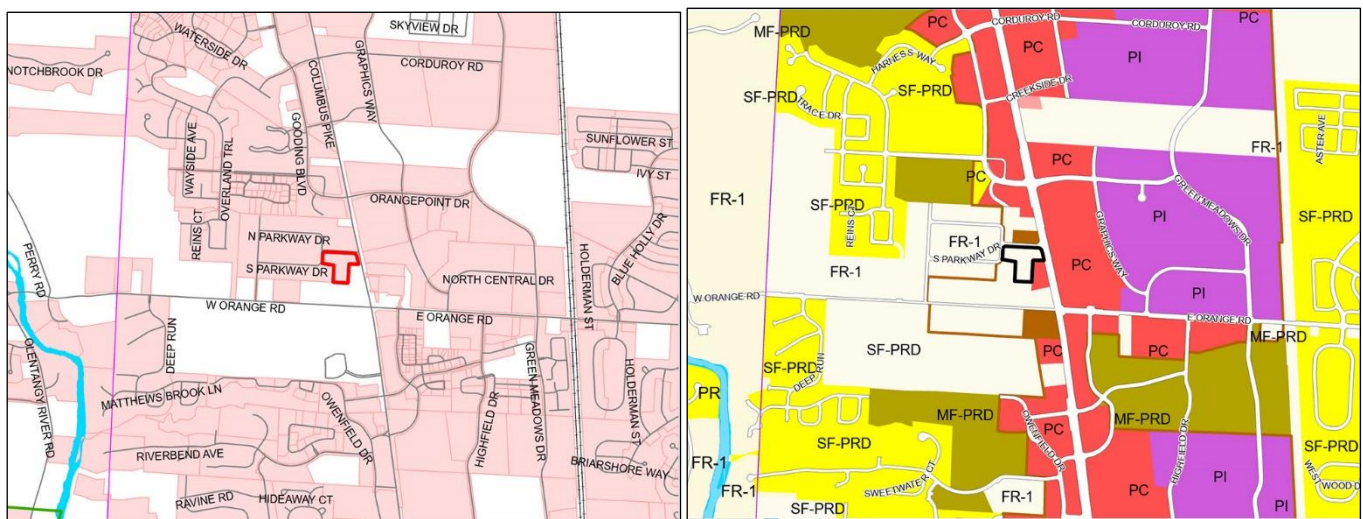 SKYVIEW DR
WATERSIDE DR
CORDUROY RD
NOTCHBROOK DR
COLUMBUS PIKE
GRAPHICS WAY
GOODING BLVD
WAYSIDE AVE
OVERLAND TRL
SUNFLOWER ST
IVY ST
REINS CT
ORANGEPOINT DR
N PARKWAY DR
S PARKWAY DR
NORTH CENTRAL DR
HOLDERMAN ST
BLUE HOLLY DR
PERRY RD
W ORANGE RD
E ORANGE RD
DEEP RUN
OLENTANGY RIVER RD
MATTHEWS BROOK LN
OWENFIELD DR
HIGHFIELD DR
GREEN MEADOWS DR
HOLDERMAN ST
RIVERBEND AVE
BRIARSHORE WAY
RAVINE RD
HIDEAWAY CT
CORDUROY RD
CORDUROY RD
PC
MF-PRD
PC
PC
HARNESS WAY
PI
SF-PRD
SF-PRD
CREEKSIDE DR
TRACE DR
ASTER AVE
FR-1
PC
FR-1
PC
SF-PRD
REINS CT
GREEN MEADOWS DR
PI
SF-PRD
FR-1
S PARKWAY DR
GRAPHICS WAY
FR-1
PC
W ORANGE RD
PI
E ORANGE RD
MF-PRD
SF-PRD
PC
PC
PC
SF-PRD
DEEP RUN
PR
MF-PRD
MF-PRD
SF-PRD
OWENFIELD DR
PC
HIGHFIELD DR
SF-PRD
FR-1
SWEETWATER CT
FR-1
PC
PI
PI
WEST
WOOD D